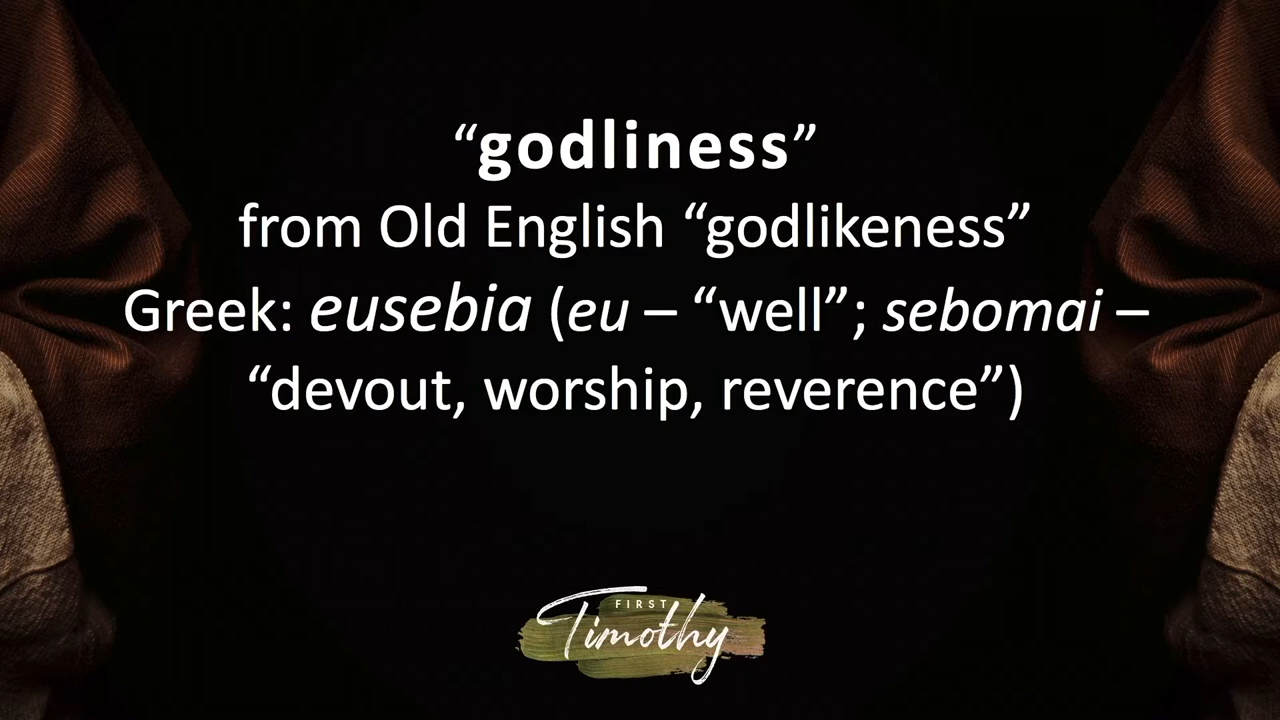 “godliness”
from Old English “godlikeness”
Greek: eusebia (eu – “well”; sebomai –
“devout, worship, reverence”)
FIRST
Timothy